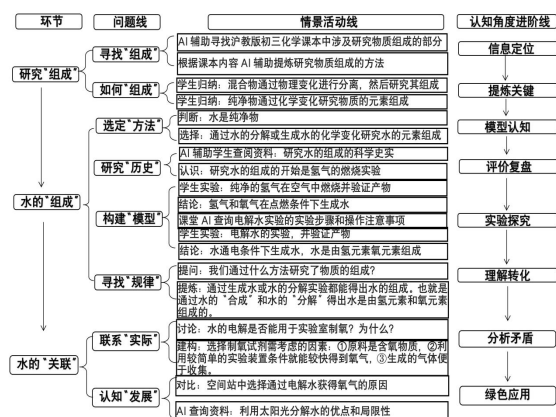 环节
问题线
情景活动线
认知角度进阶线
研究"组成"
寻找"组成"
AI辅助寻找沪教版初三化学课本中涉及研究物质组成的部分
根据课本内容AI辅助提炼研究物质组成的方法
如何"组成"
学生归纳：混合物通过物理变化进行分离，然后研究其组成
学生归纳：纯净物通过化学变化研究物质的元素组成
水的"组成"
选定"方法"
判断：水是纯净物
选择：通过水的分解或生成水的化学变化研究水的元素组成
研究"历史"
AI辅助学生查阅资料：研究水的组成的科学史实
认识：研究水的组成的开始是氢气的燃烧实验
构建"模型"
学生实验：纯净的氢气在空气中燃烧并验证产物
结论：氢气和氧气在点燃条件下生成水
课堂AI查询电解水实验的实验步骤和操作注意事项
学生实验：电解水的实验，并验证产物
结论：水通电条件下生成水，水是由氢元素氧元素组成
寻找"规律"
提问：我们通过什么方法研究了物质的组成？
提炼：通过生成水或水的分解实验都能得出水的组成。也就是
通过水的"合成"和水的"分解"得出水是由氢元素和氧元素
组成的。
水的"关联"
联系"实际"
讨论：水的电解是否能用于实验室制氧？为什么？
建构：选择制氧试剂需考虑的因素：①原料是含氧物质，②利
用较简单的实验装置条件就能较快得到氧气，③生成的气体便
于收集。
认知"发展"
对比：空间站中选择通过电解水获得氧气的原因
AI查询资料：利用太阳光分解水的优点和局限性
信息定位
提炼关键
模型认知
评价复盘
实验探究
理解转化
分析矛盾
绿色应用